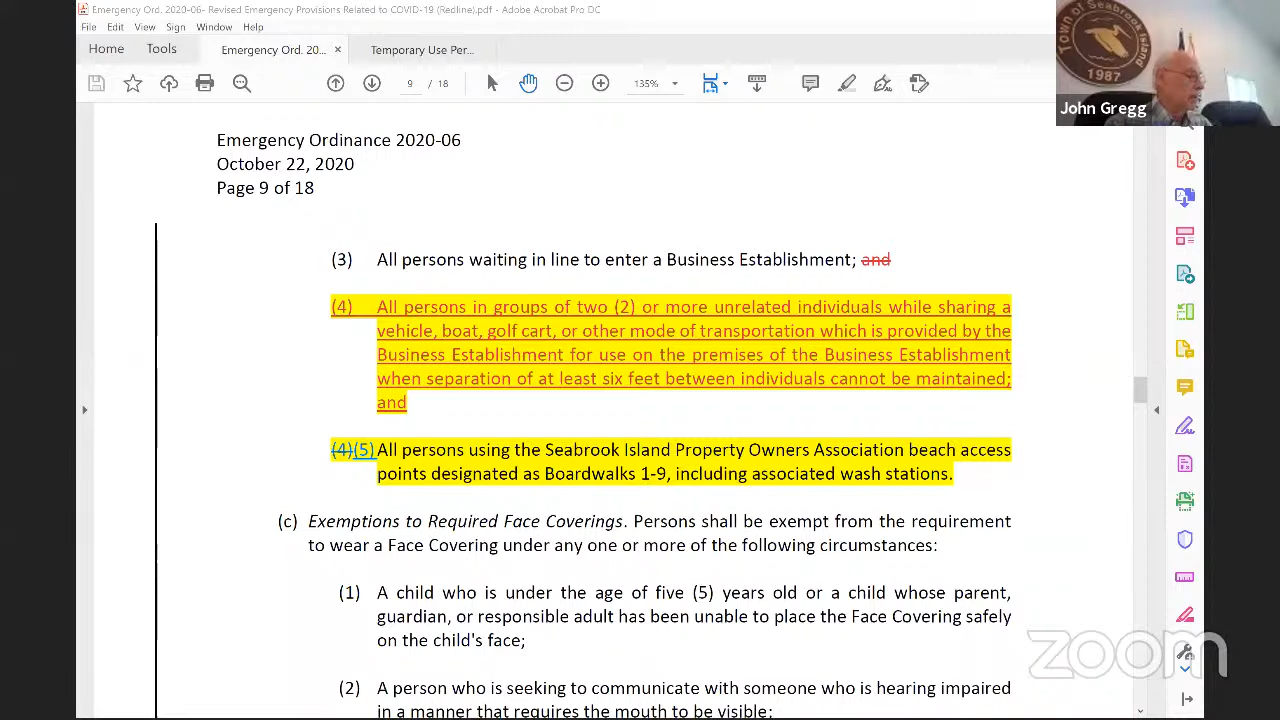 Emergency Ord. 2020-06- Revised Emergency Provisions Related to COVID-19 (Redline).pdf - Adobe Acrobat Pro DC
File Edit View Sign Window Help
Home Tools Emergency Ord. 20... × Temporary Use Per...
9 / 18 135%
Town of Seabrook Island
1987
John Gregg
Emergency Ordinance 2020-06
October 22, 2020
Page 9 of 18
(3) All persons waiting in line to enter a Business Establishment; and
(4) All persons in groups of two (2) or more unrelated individuals while sharing a
vehicle, boat, golf cart, or other mode of transportation which is provided by the
Business Establishment for use on the premises of the Business Establishment
when separation of at least six feet between individuals cannot be maintained;
and
(4)(5) All persons using the Seabrook Island Property Owners Association beach access
points designated as Boardwalks 1-9, including associated wash stations.
(c) Exemptions to Required Face Coverings. Persons shall be exempt from the requirement
to wear a Face Covering under any one or more of the following circumstances:
(1) A child who is under the age of five (5) years old or a child whose parent,
guardian, or responsible adult has been unable to place the Face Covering safely
on the child's face;
(2) A person who is seeking to communicate with someone who is hearing impaired
in a manner that requires the mouth to be visible;
zoom